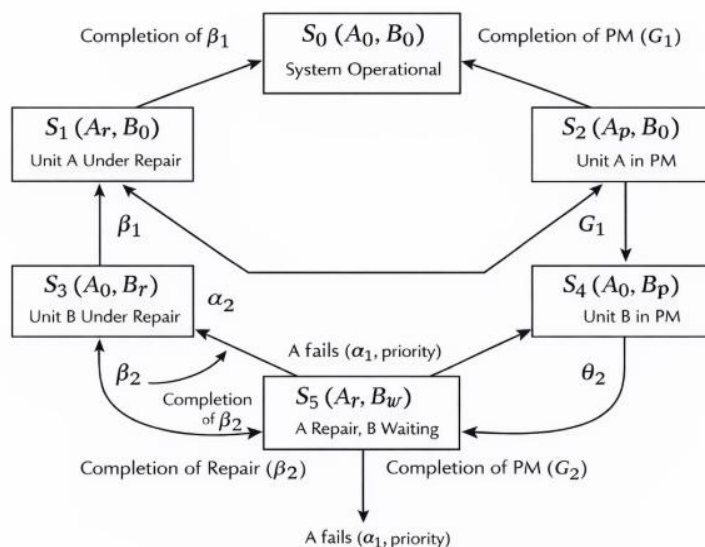 Completion of β₁
S₀ (A₀, B₀)
System Operational
Completion of PM (G₁)
S₁ (Aᵣ, B₀)
Unit A Under Repair
S₂ (Aₚ, B₀)
Unit A in PM
β₁
G₁
S₃ (A₀, Bᵣ)
Unit B Under Repair
α₂
S₄ (A₀, Bₚ)
Unit B in PM
A fails (α₁, priority)
β₂
θ₂
Completion
of β₂
S₅ (Aᵣ, B_w)
A Repair, B Waiting
Completion of Repair (β₂)
Completion of PM (G₂)
A fails (α₁, priority)